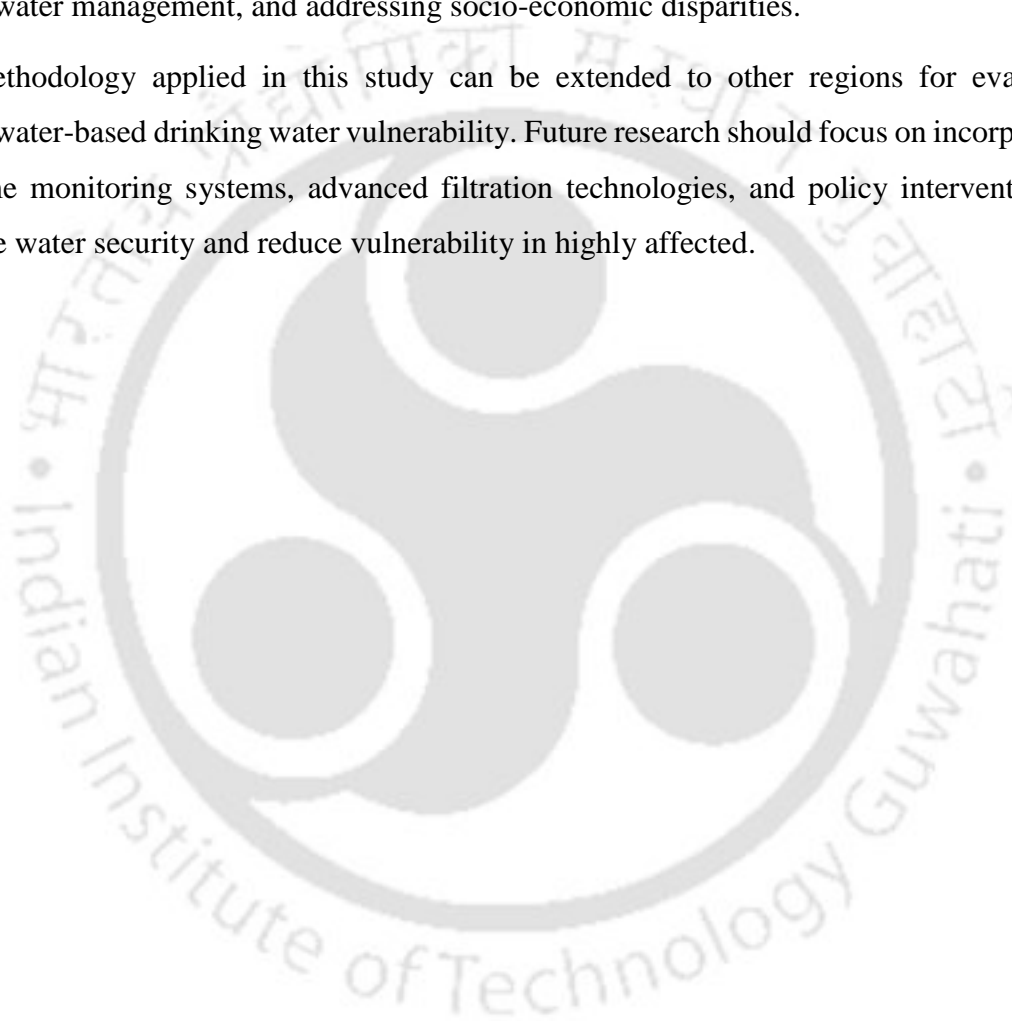 water management, and addressing socio-economic disparities.
ethodology applied in this study can be extended to other regions for eva
water-based drinking water vulnerability. Future research should focus on incorp
ne monitoring systems, advanced filtration technologies, and policy intervent
e water security and reduce vulnerability in highly affected.
भारतीय प्रौद्योगिकी संस्थान गुवाहाटी
• Indian Institute of Technology Guwahati •